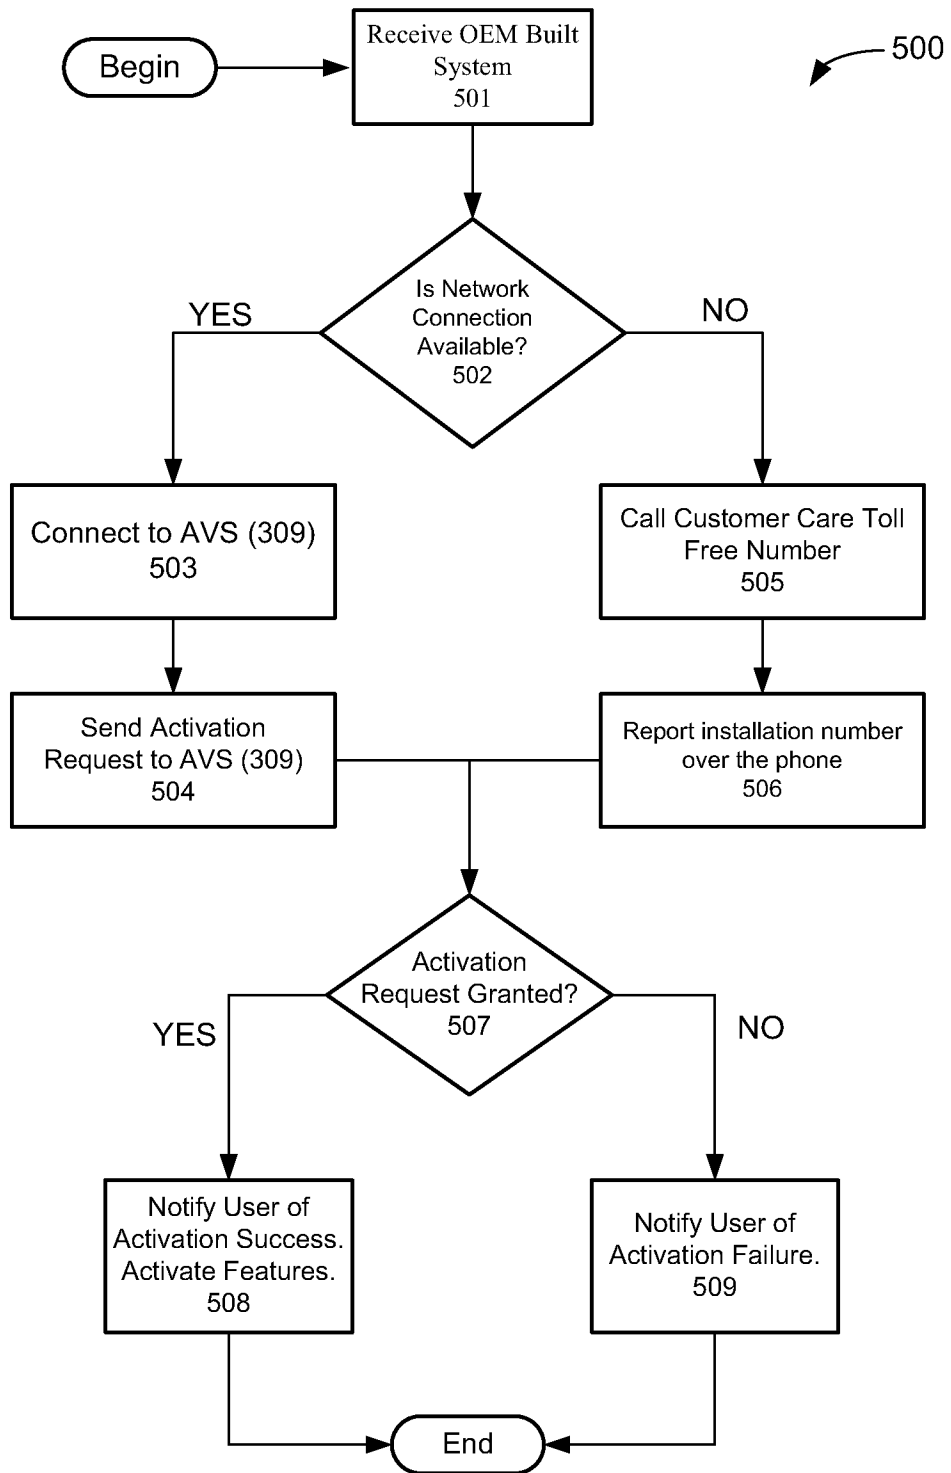 Begin
Receive OEM Built
System
501
500
Is Network
Connection
Available?
502
YES
NO
Connect to AVS (309)
503
Call Customer Care Toll
Free Number
505
Send Activation
Request to AVS (309)
504
Report installation number
over the phone
506
Activation
Request Granted?
507
YES
NO
Notify User of
Activation Success.
Activate Features.
508
Notify User of
Activation Failure.
509
End